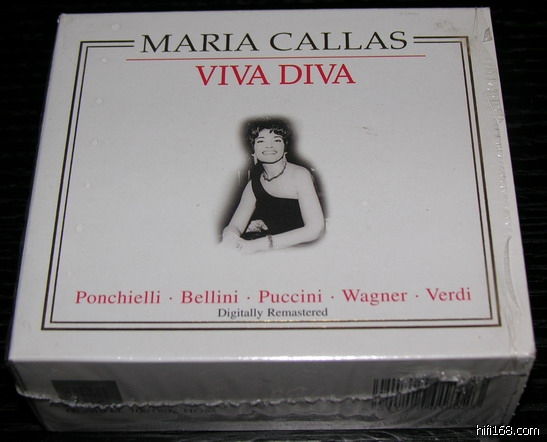 MARIA CALLAS
VIVA DIVA
Ponchielli · Bellini · Puccini · Wagner · Verdi
Digitally Remastered
hifi168.com